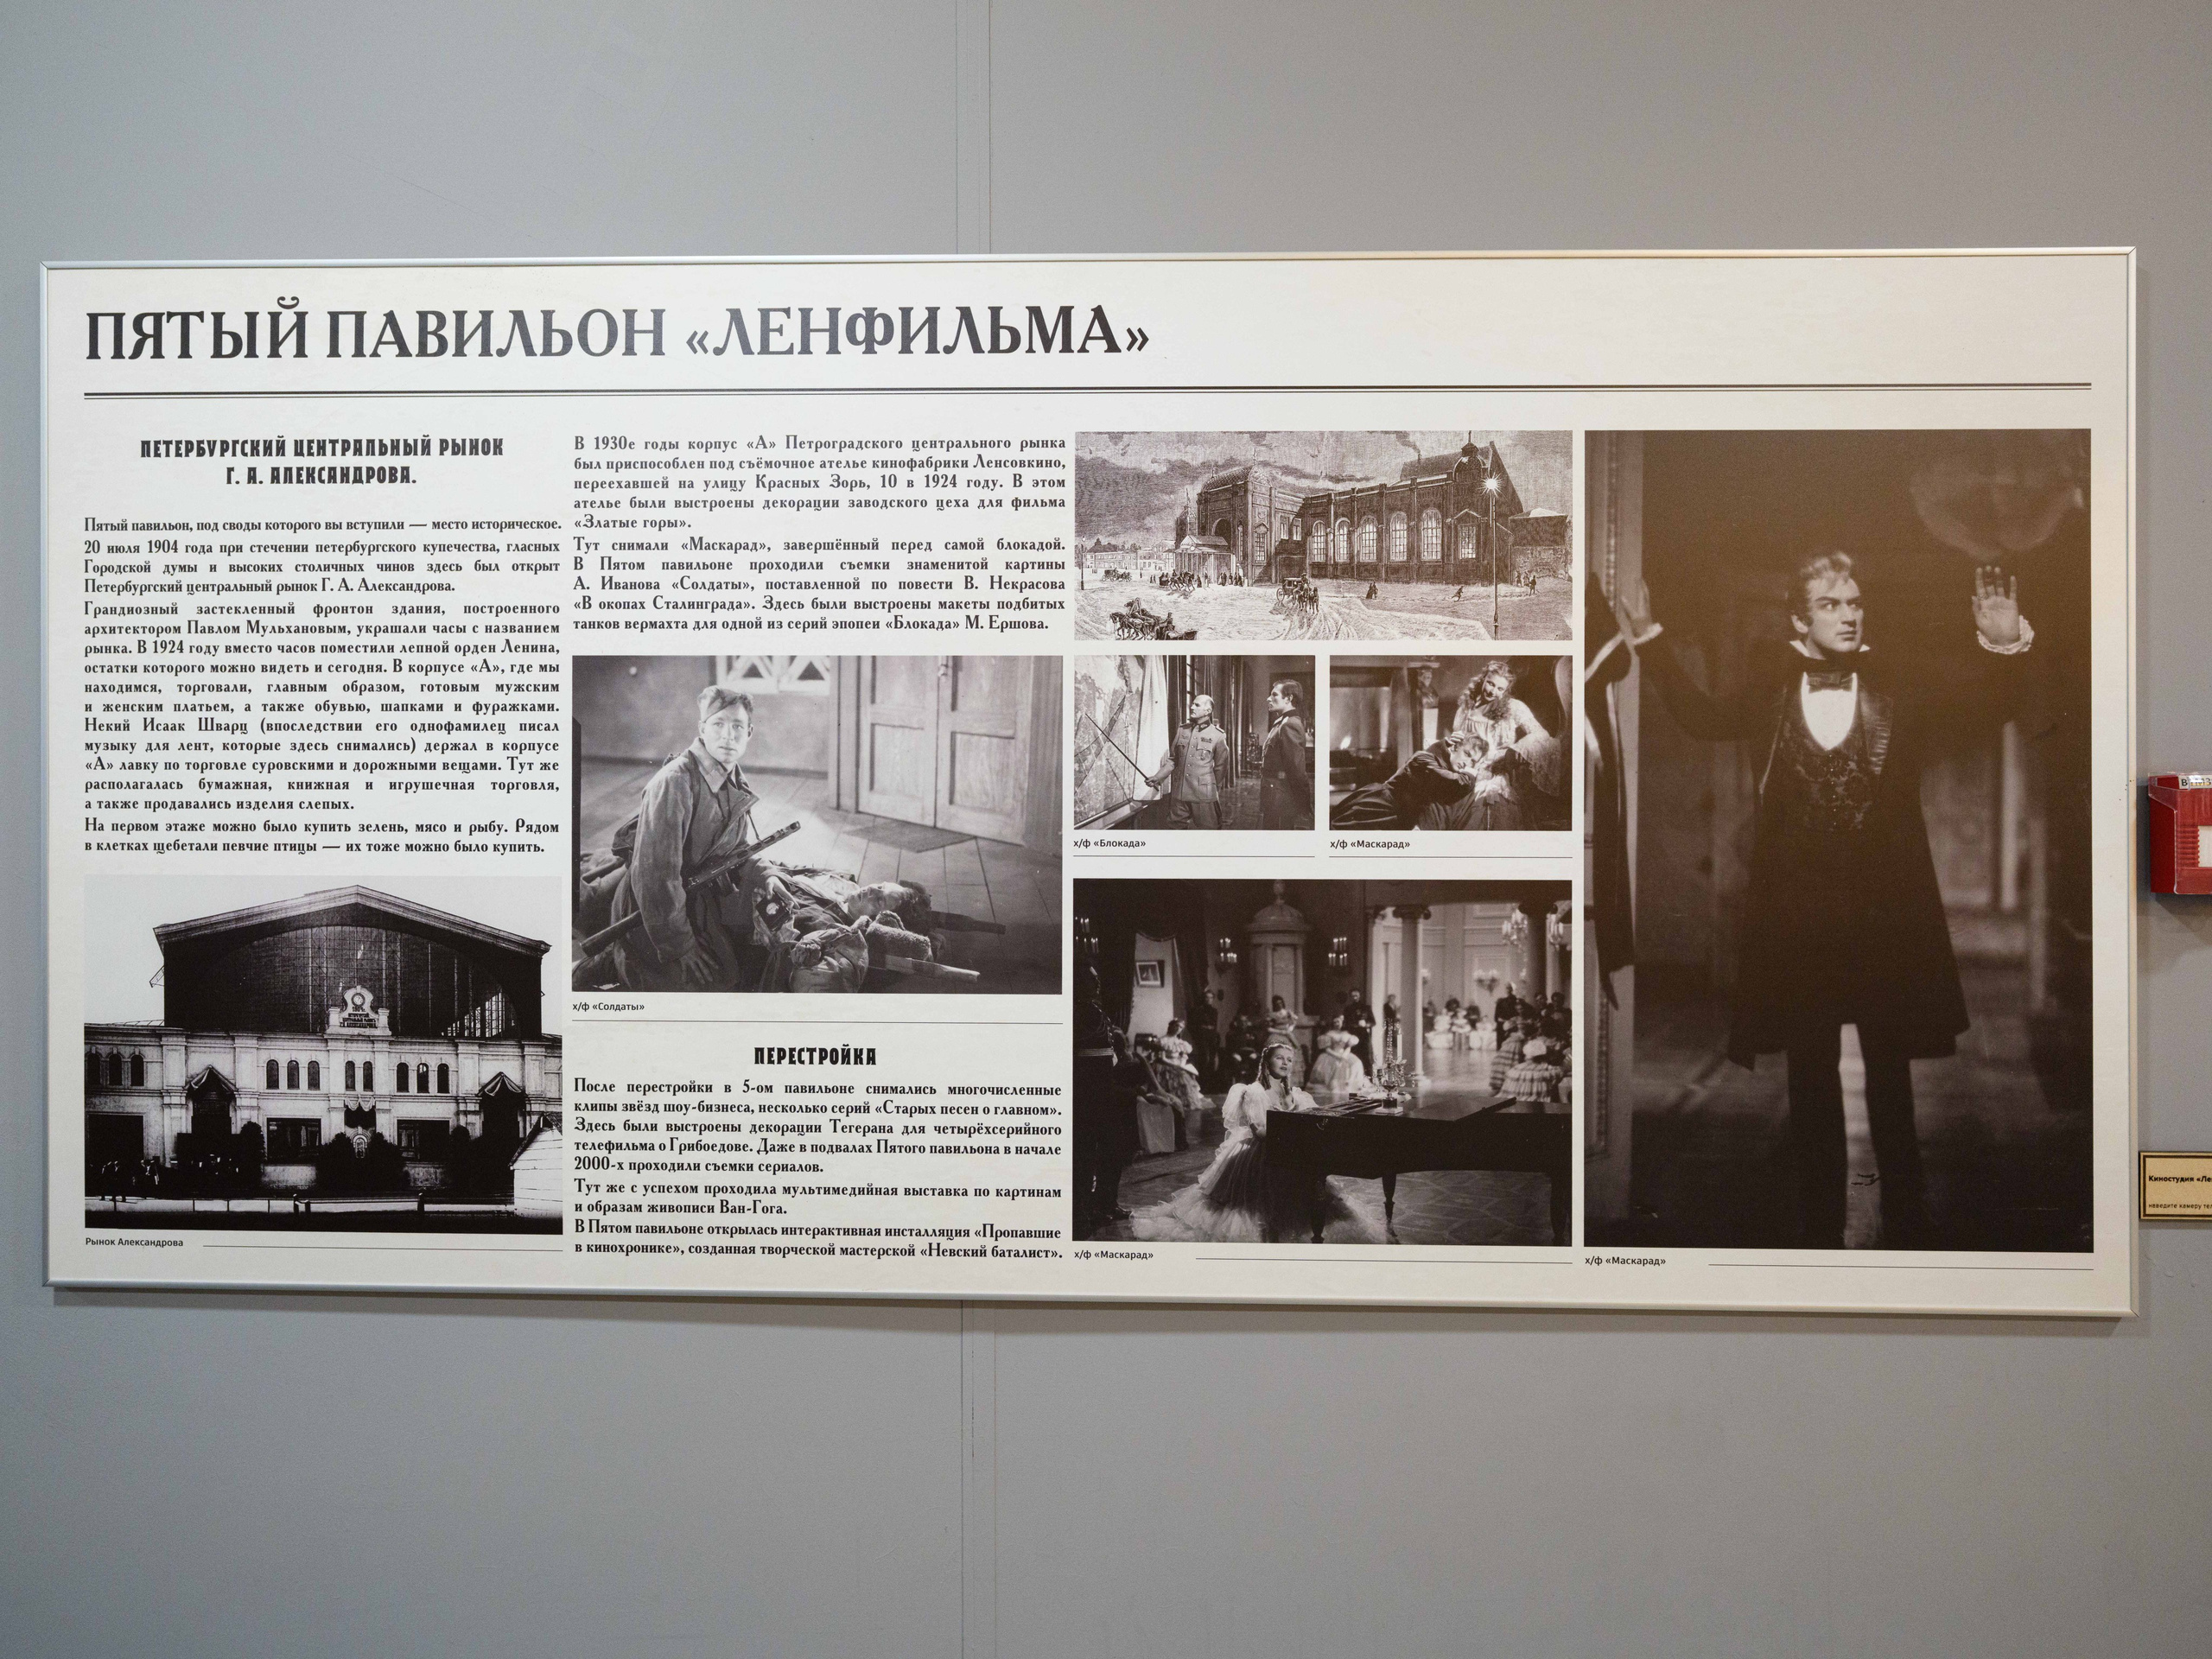 ПЯТЫЙ ПАВИЛЬОН «ЛЕНФИЛЬМА»
ПЕТЕРБУРГСКИЙ ЦЕНТРАЛЬНЫЙ РЫНОК
Г. А. АЛЕКСАНДРОВА.
Пятый павильон, под своды которого вы вступили — место историческое.
20 июля 1904 года при стечении петербургского купечества, гласных
Городской думы и высоких столичных чинов здесь был открыт
Петербургский центральный рынок Г. А. Александрова.
Грандиозный застекленный фронтон здания, построенного
архитектором Павлом Мульхановым, украшали часы с названием
рынка. В 1924 году вместо часов поместили лепной орден Ленина,
остатки которого можно видеть и сегодня. В корпусе «А», где мы
находимся, торговали, главным образом, готовым мужским
и женским платьем, а также обувью, шапками и фуражками.
Некий Исаак Шварц (впоследствии его однофамилец писал
музыку для лент, которые здесь снимались) держал в корпусе
«А» лавку по торговле суровскими и дорожными вещами. Тут же
располагалась бумажная, книжная и игрушечная торговля,
а также продавались изделия слепых.
На первом этаже можно было купить зелень, мясо и рыбу. Рядом
в клетках щебетали певчие птицы — их тоже можно было купить.
Рынок Александрова
В 1930е годы корпус «А» Петроградского центрального рынка
был приспособлен под съёмочное ателье кинофабрики Ленсовкино,
переехавшей на улицу Красных Зорь, 10 в 1924 году. В этом
ателье были выстроены декорации заводского цеха для фильма
«Златые горы».
Тут снимали «Маскарад», завершённый перед самой блокадой.
В Пятом павильоне проходили съемки знаменитой картины
А. Иванова «Солдаты», поставленной по повести В. Некрасова
«В окопах Сталинграда». Здесь были выстроены макеты подбитых
танков вермахта для одной из серий эпопеи «Блокада» М. Ершова.
х/ф «Солдаты»
ПЕРЕСТРОЙКА
После перестройки в 5-ом павильоне снимались многочисленные
клипы звёзд шоу-бизнеса, несколько серий «Старых песен о главном».
Здесь были выстроены декорации Тегерана для четырёхсерийного
телефильма о Грибоедове. Даже в подвалах Пятого павильона в начале
2000-х проходили съемки сериалов.
Тут же с успехом проходила мультимедийная выставка по картинам
и образам живописи Ван-Гога.
В Пятом павильоне открылась интерактивная инсталляция «Пропавшие
в кинохронике», созданная творческой мастерской «Невский баталист».
х/ф «Блокада»
х/ф «Маскарад»
х/ф «Маскарад»
х/ф «Маскарад»
Киностудия «Ле
наведите камеру